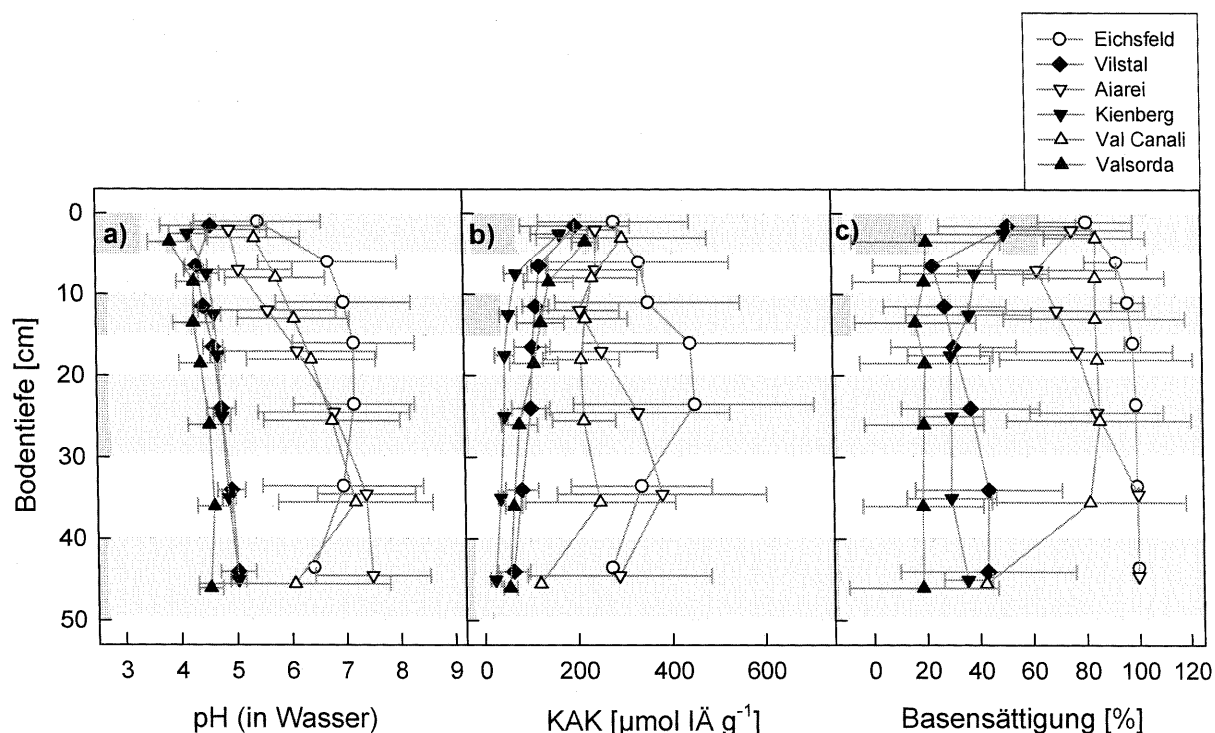 Eichsfeld
Vilstal
Aiarei
Kienberg
Val Canali
Valsorda
a)
b)
c)
0
10
20
30
40
50
Bodentiefe [cm]
3 4 5 6 7 8 9
0 200 400 600
0 20 40 60 80 100 120
pH (in Wasser)
KAK [µmol IÄ g⁻¹]
Basensättigung [%]